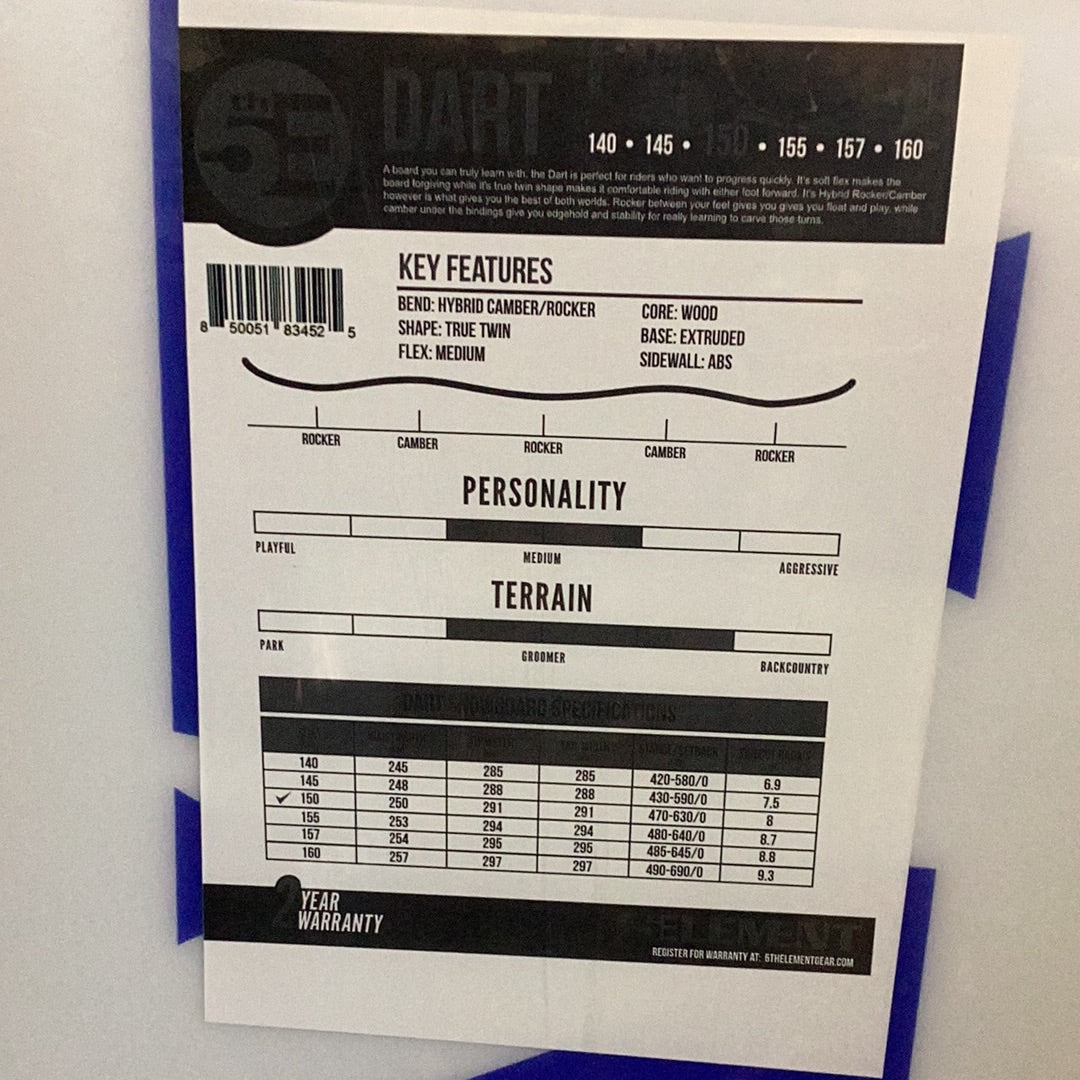 5th
DART
140 • 145 • 150 • 155 • 157 • 160
A board you can truly learn with, the Dart is perfect for riders who want to progress quickly. It's soft flex makes the
board forgiving while it's true twin shape makes it comfortable riding with either foot forward. It's Hybrid Rocker/Camber
however is what gives you the best of both worlds. Rocker between your feet gives you gives you float and play, while
camber under the bindings give you edgehold and stability for really learning to carve those turns.
8 50051 83452 5
KEY FEATURES
BEND: HYBRID CAMBER/ROCKER
SHAPE: TRUE TWIN
FLEX: MEDIUM
CORE: WOOD
BASE: EXTRUDED
SIDEWALL: ABS
ROCKER CAMBER ROCKER CAMBER ROCKER
PERSONALITY
PLAYFUL MEDIUM AGGRESSIVE
TERRAIN
PARK GROOMER BACKCOUNTRY
DART SNOWBOARD SPECIFICATIONS
140 245 285 285 420-580/0 6.9
145 248 288 288 430-590/0 7.5
✓ 150 250 291 291 470-630/0 8
155 253 294 294 480-640/0 8.7
157 254 295 295 485-645/0 8.8
160 257 297 297 490-690/0 9.3
2 YEAR
WARRANTY
ELEMENT
REGISTER FOR WARRANTY AT: 5THELEMENTGEAR.COM